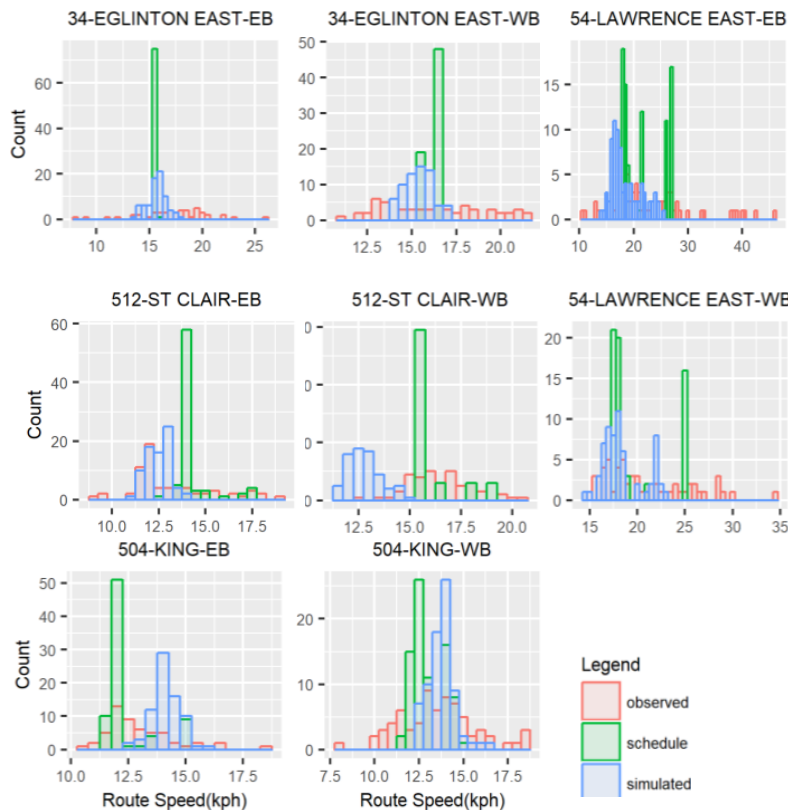 34-EGLINTON EAST-EB
34-EGLINTON EAST-WB
54-LAWRENCE EAST-EB
Count
60
40
20
0
10 15 20 25
50
40
30
20
10
0
12.5 15.0 17.5 20.0
15
10
5
0
10 20 30 40
512-ST CLAIR-EB
512-ST CLAIR-WB
54-LAWRENCE EAST-WB
Count
60
40
20
0
10.0 12.5 15.0 17.5
12.5 15.0 17.5 20.0
20
15
10
5
0
15 20 25 30 35
504-KING-EB
504-KING-WB
Count
50
40
30
20
10
0
10.0 12.5 15.0 17.5
Route Speed(kph)
20
10
0
7.5 10.0 12.5 15.0 17.5
Route Speed(kph)
Legend
observed
schedule
simulated